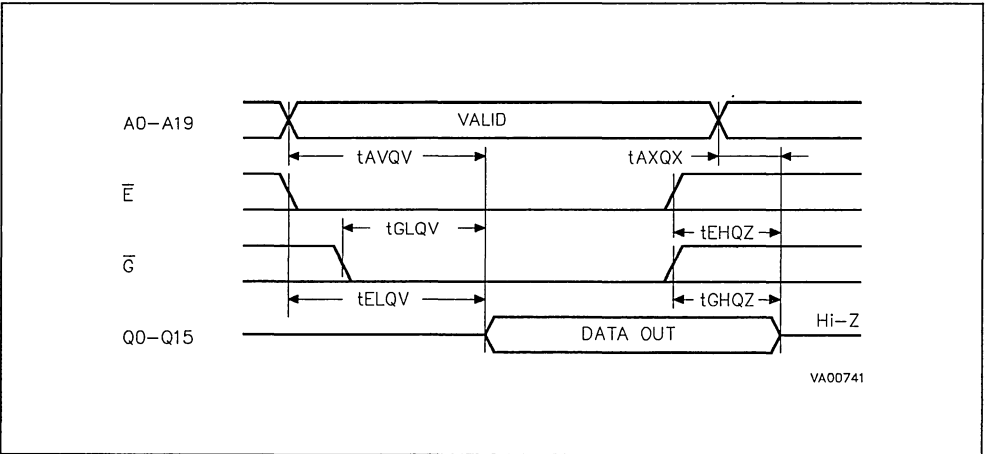 A0-A19
VALID
tAVQV
tAXQX
E̅
tGLQV
tEHQZ
G̅
tELQV
tGHQZ
Q0-Q15
DATA OUT
Hi-Z
VA00741